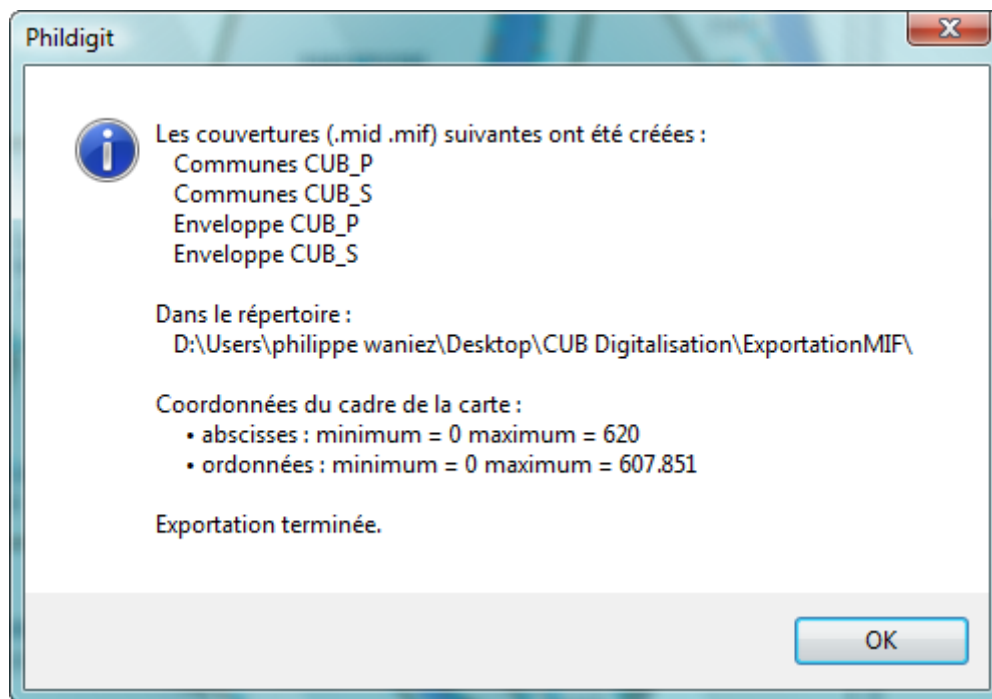 Phildigit
Les couvertures (.mid .mif) suivantes ont été créées :
Communes CUB_P
Communes CUB_S
Enveloppe CUB_P
Enveloppe CUB_S
Dans le répertoire :
D:\Users\philippe waniez\Desktop\CUB Digitalisation\ExportationMIF\
Coordonnées du cadre de la carte :
• abscisses : minimum = 0 maximum = 620
• ordonnées : minimum = 0 maximum = 607.851
Exportation terminée.
OK